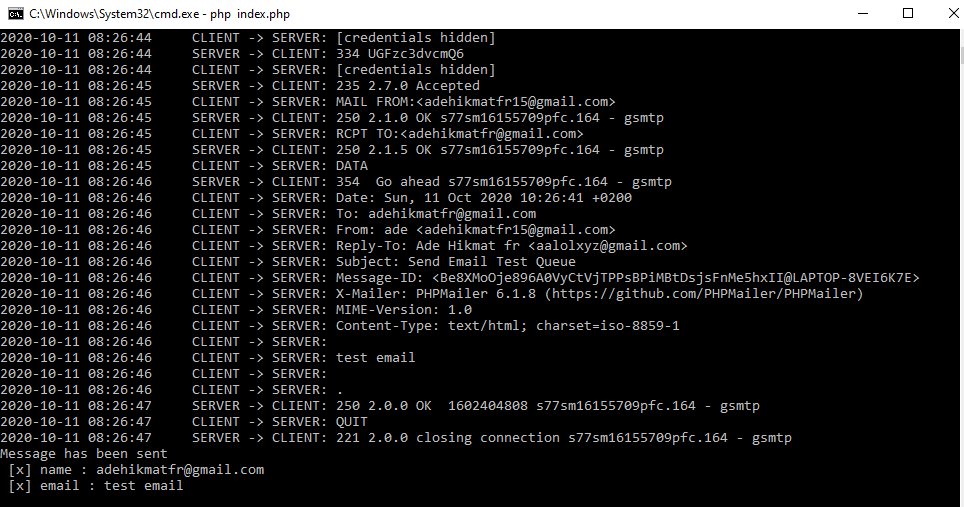 C:\Windows\System32\cmd.exe - php  index.php
2020-10-11 08:26:44     CLIENT -> SERVER: [credentials hidden]
2020-10-11 08:26:44     SERVER -> CLIENT: 334 UGFzc3dvcmQ6
2020-10-11 08:26:44     CLIENT -> SERVER: [credentials hidden]
2020-10-11 08:26:45     SERVER -> CLIENT: 235 2.7.0 Accepted
2020-10-11 08:26:45     CLIENT -> SERVER: MAIL FROM:<adehikmatfr15@gmail.com>
2020-10-11 08:26:45     SERVER -> CLIENT: 250 2.1.0 OK s77sm16155709pfc.164 - gsmtp
2020-10-11 08:26:45     CLIENT -> SERVER: RCPT TO:<adehikmatfr@gmail.com>
2020-10-11 08:26:45     SERVER -> CLIENT: 250 2.1.5 OK s77sm16155709pfc.164 - gsmtp
2020-10-11 08:26:45     CLIENT -> SERVER: DATA
2020-10-11 08:26:46     SERVER -> CLIENT: 354  Go ahead s77sm16155709pfc.164 - gsmtp
2020-10-11 08:26:46     CLIENT -> SERVER: Date: Sun, 11 Oct 2020 10:26:41 +0200
2020-10-11 08:26:46     CLIENT -> SERVER: To: adehikmatfr@gmail.com
2020-10-11 08:26:46     CLIENT -> SERVER: From: ade <adehikmatfr15@gmail.com>
2020-10-11 08:26:46     CLIENT -> SERVER: Reply-To: Ade Hikmat fr <aalolxyz@gmail.com>
2020-10-11 08:26:46     CLIENT -> SERVER: Subject: Send Email Test Queue
2020-10-11 08:26:46     CLIENT -> SERVER: Message-ID: <Be8XMoOje896A0VyCtVjTPPsBPiMBtDsjsFnMe5hxII@LAPTOP-8VEI6K7E>
2020-10-11 08:26:46     CLIENT -> SERVER: X-Mailer: PHPMailer 6.1.8 (https://github.com/PHPMailer/PHPMailer)
2020-10-11 08:26:46     CLIENT -> SERVER: MIME-Version: 1.0
2020-10-11 08:26:46     CLIENT -> SERVER: Content-Type: text/html; charset=iso-8859-1
2020-10-11 08:26:46     CLIENT -> SERVER:
2020-10-11 08:26:46     CLIENT -> SERVER: test email
2020-10-11 08:26:46     CLIENT -> SERVER:
2020-10-11 08:26:46     CLIENT -> SERVER: .
2020-10-11 08:26:47     SERVER -> CLIENT: 250 2.0.0 OK  1602404808 s77sm16155709pfc.164 - gsmtp
2020-10-11 08:26:47     CLIENT -> SERVER: QUIT
2020-10-11 08:26:47     SERVER -> CLIENT: 221 2.0.0 closing connection s77sm16155709pfc.164 - gsmtp
Message has been sent
 [x] name : adehikmatfr@gmail.com
 [x] email : test email